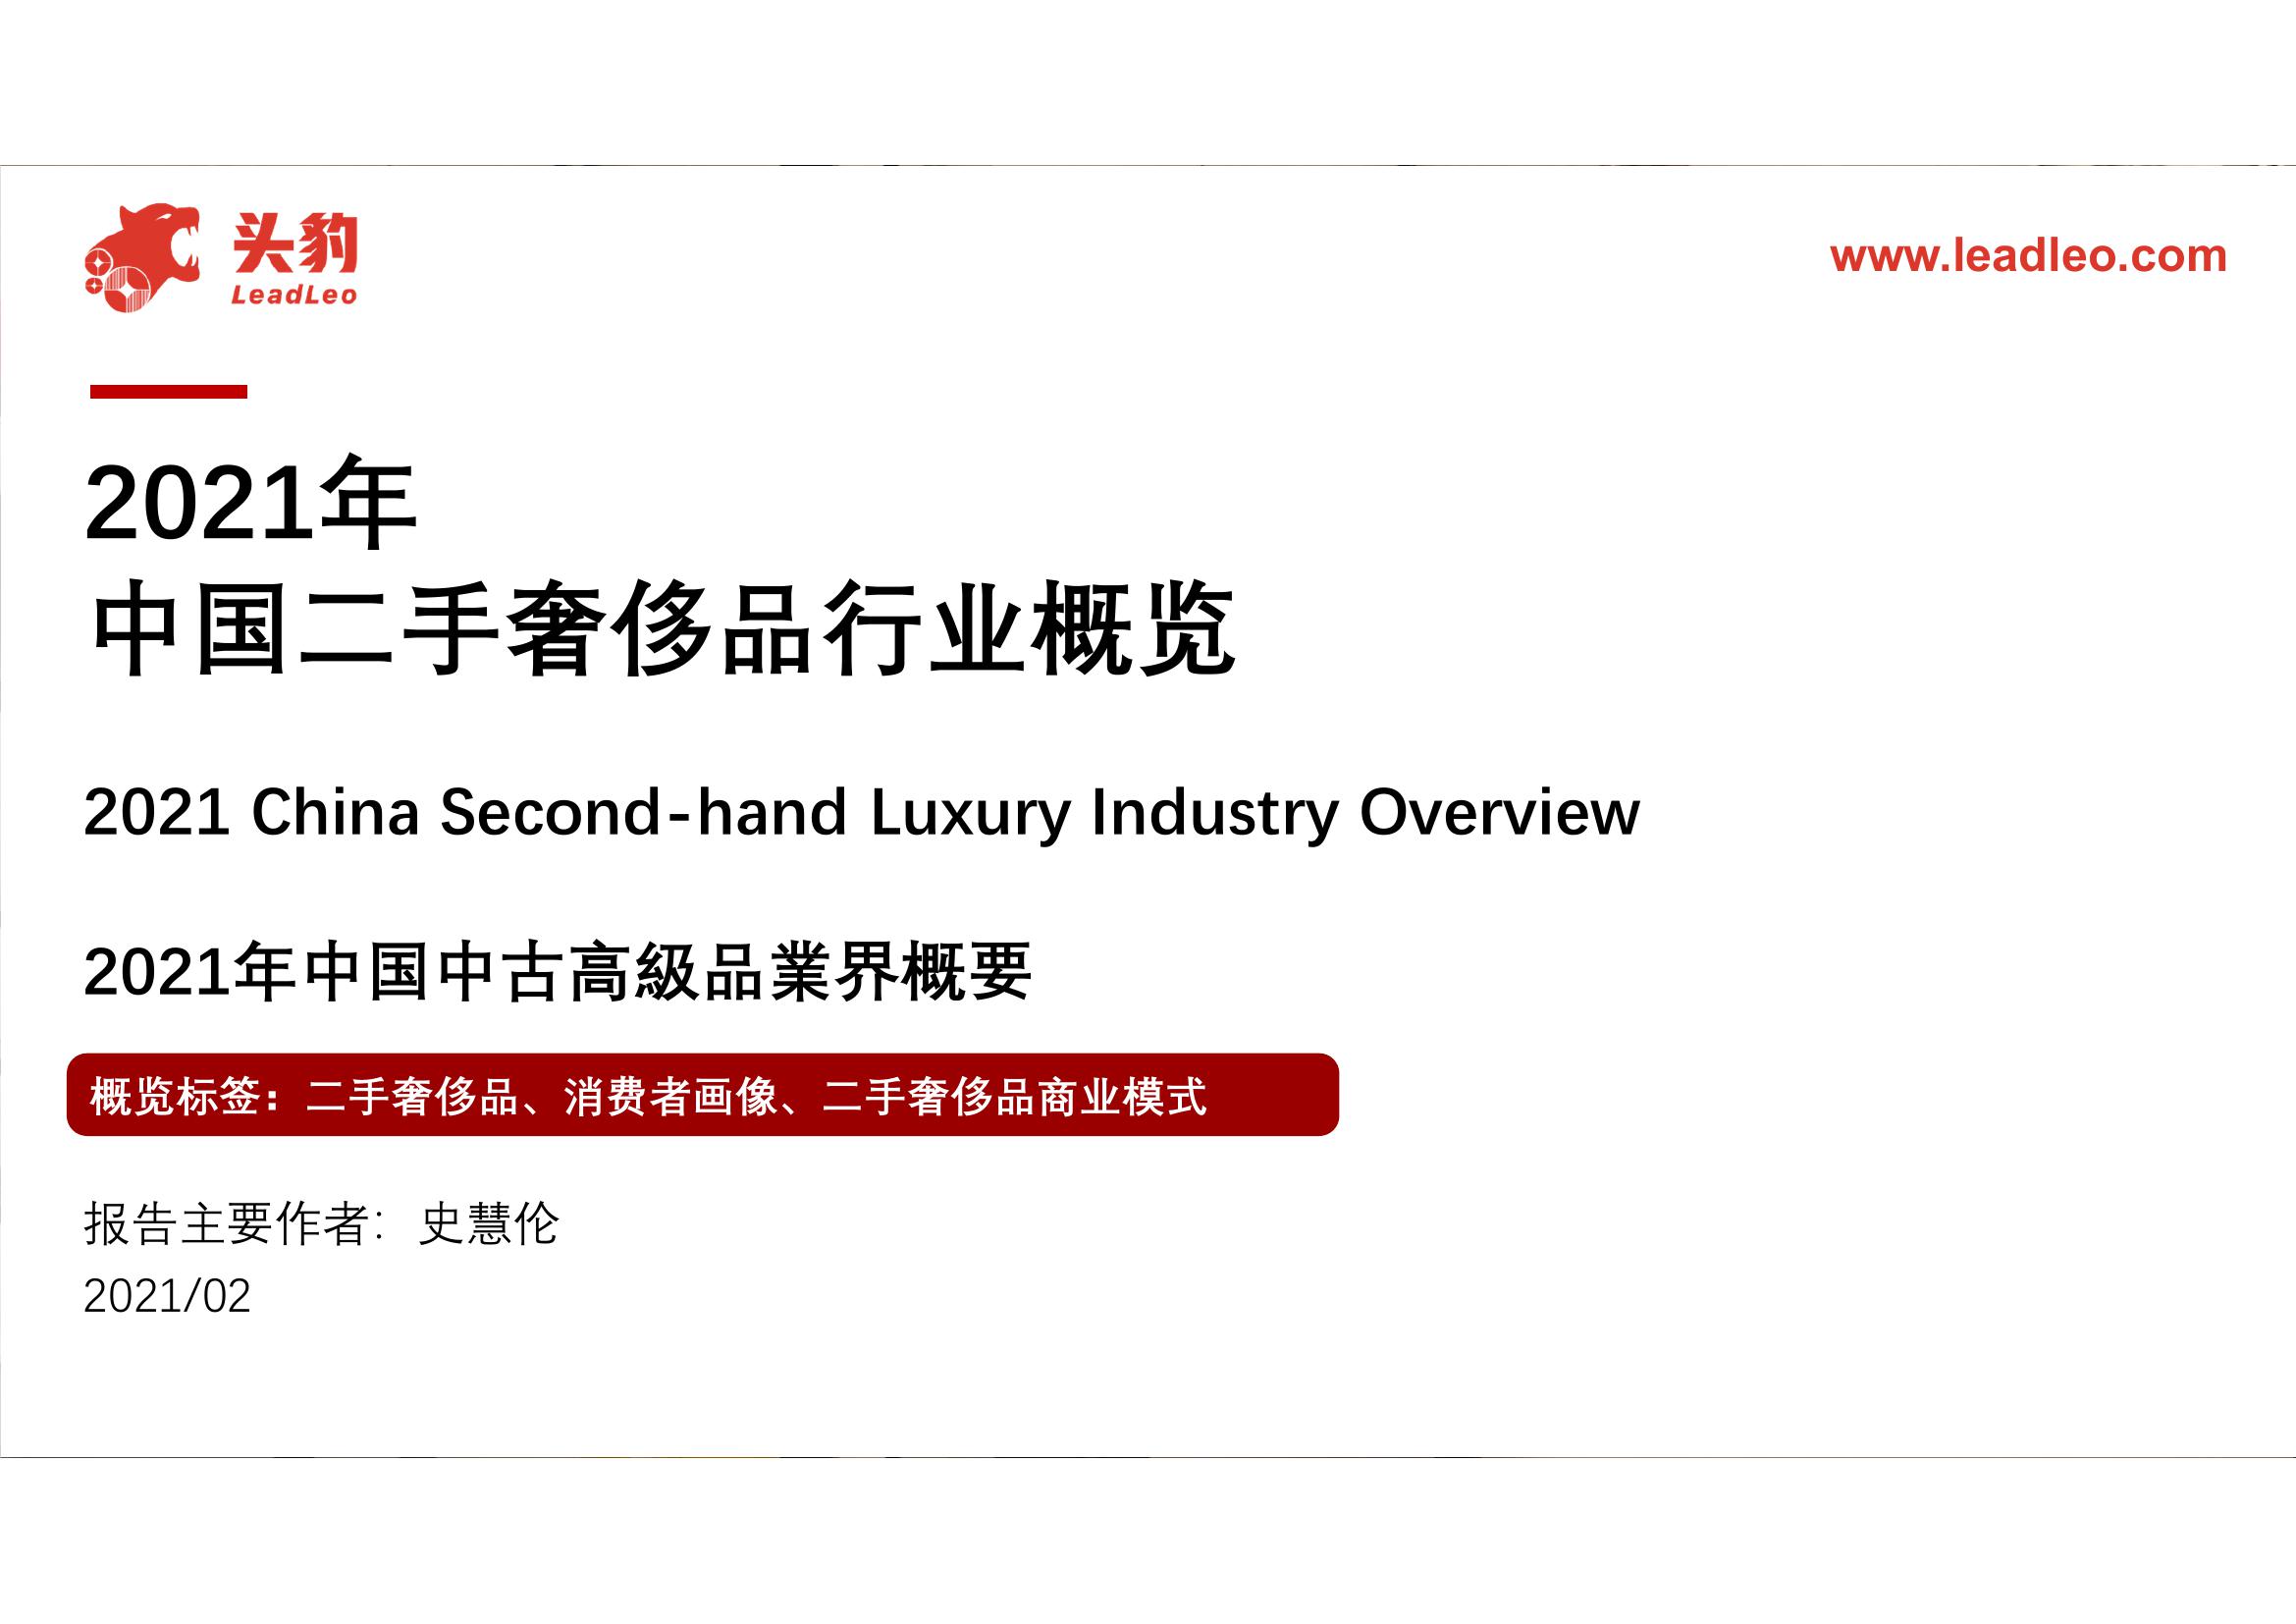 头豹
LeadLeo
www.leadleo.com
2021年
中国二手奢侈品行业概览
2021 China Second-hand Luxury Industry Overview
2021年中国中古高级品業界概要
概览标签：二手奢侈品、消费者画像、二手奢侈品商业模式
报告主要作者：史慧伦
2021/02